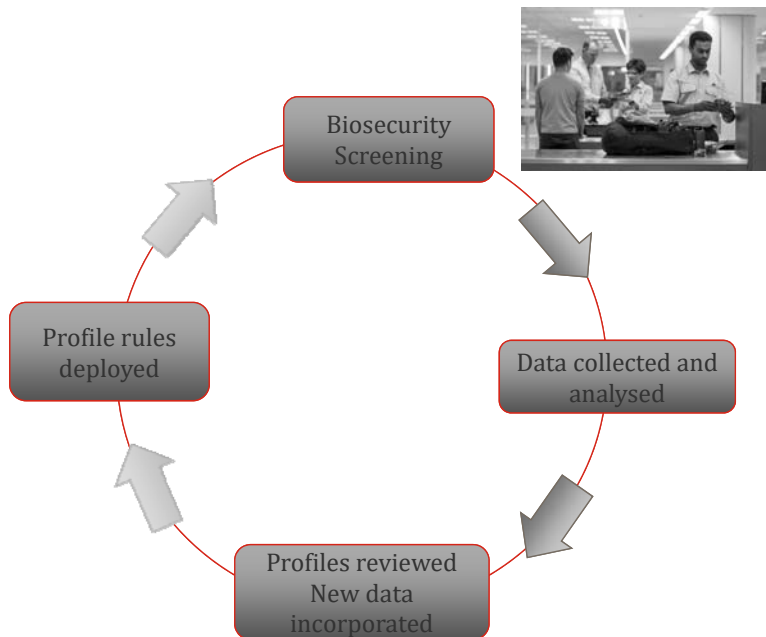 Biosecurity
Screening
Profile rules
deployed
Data collected and
analysed
Profiles reviewed
New data
incorporated